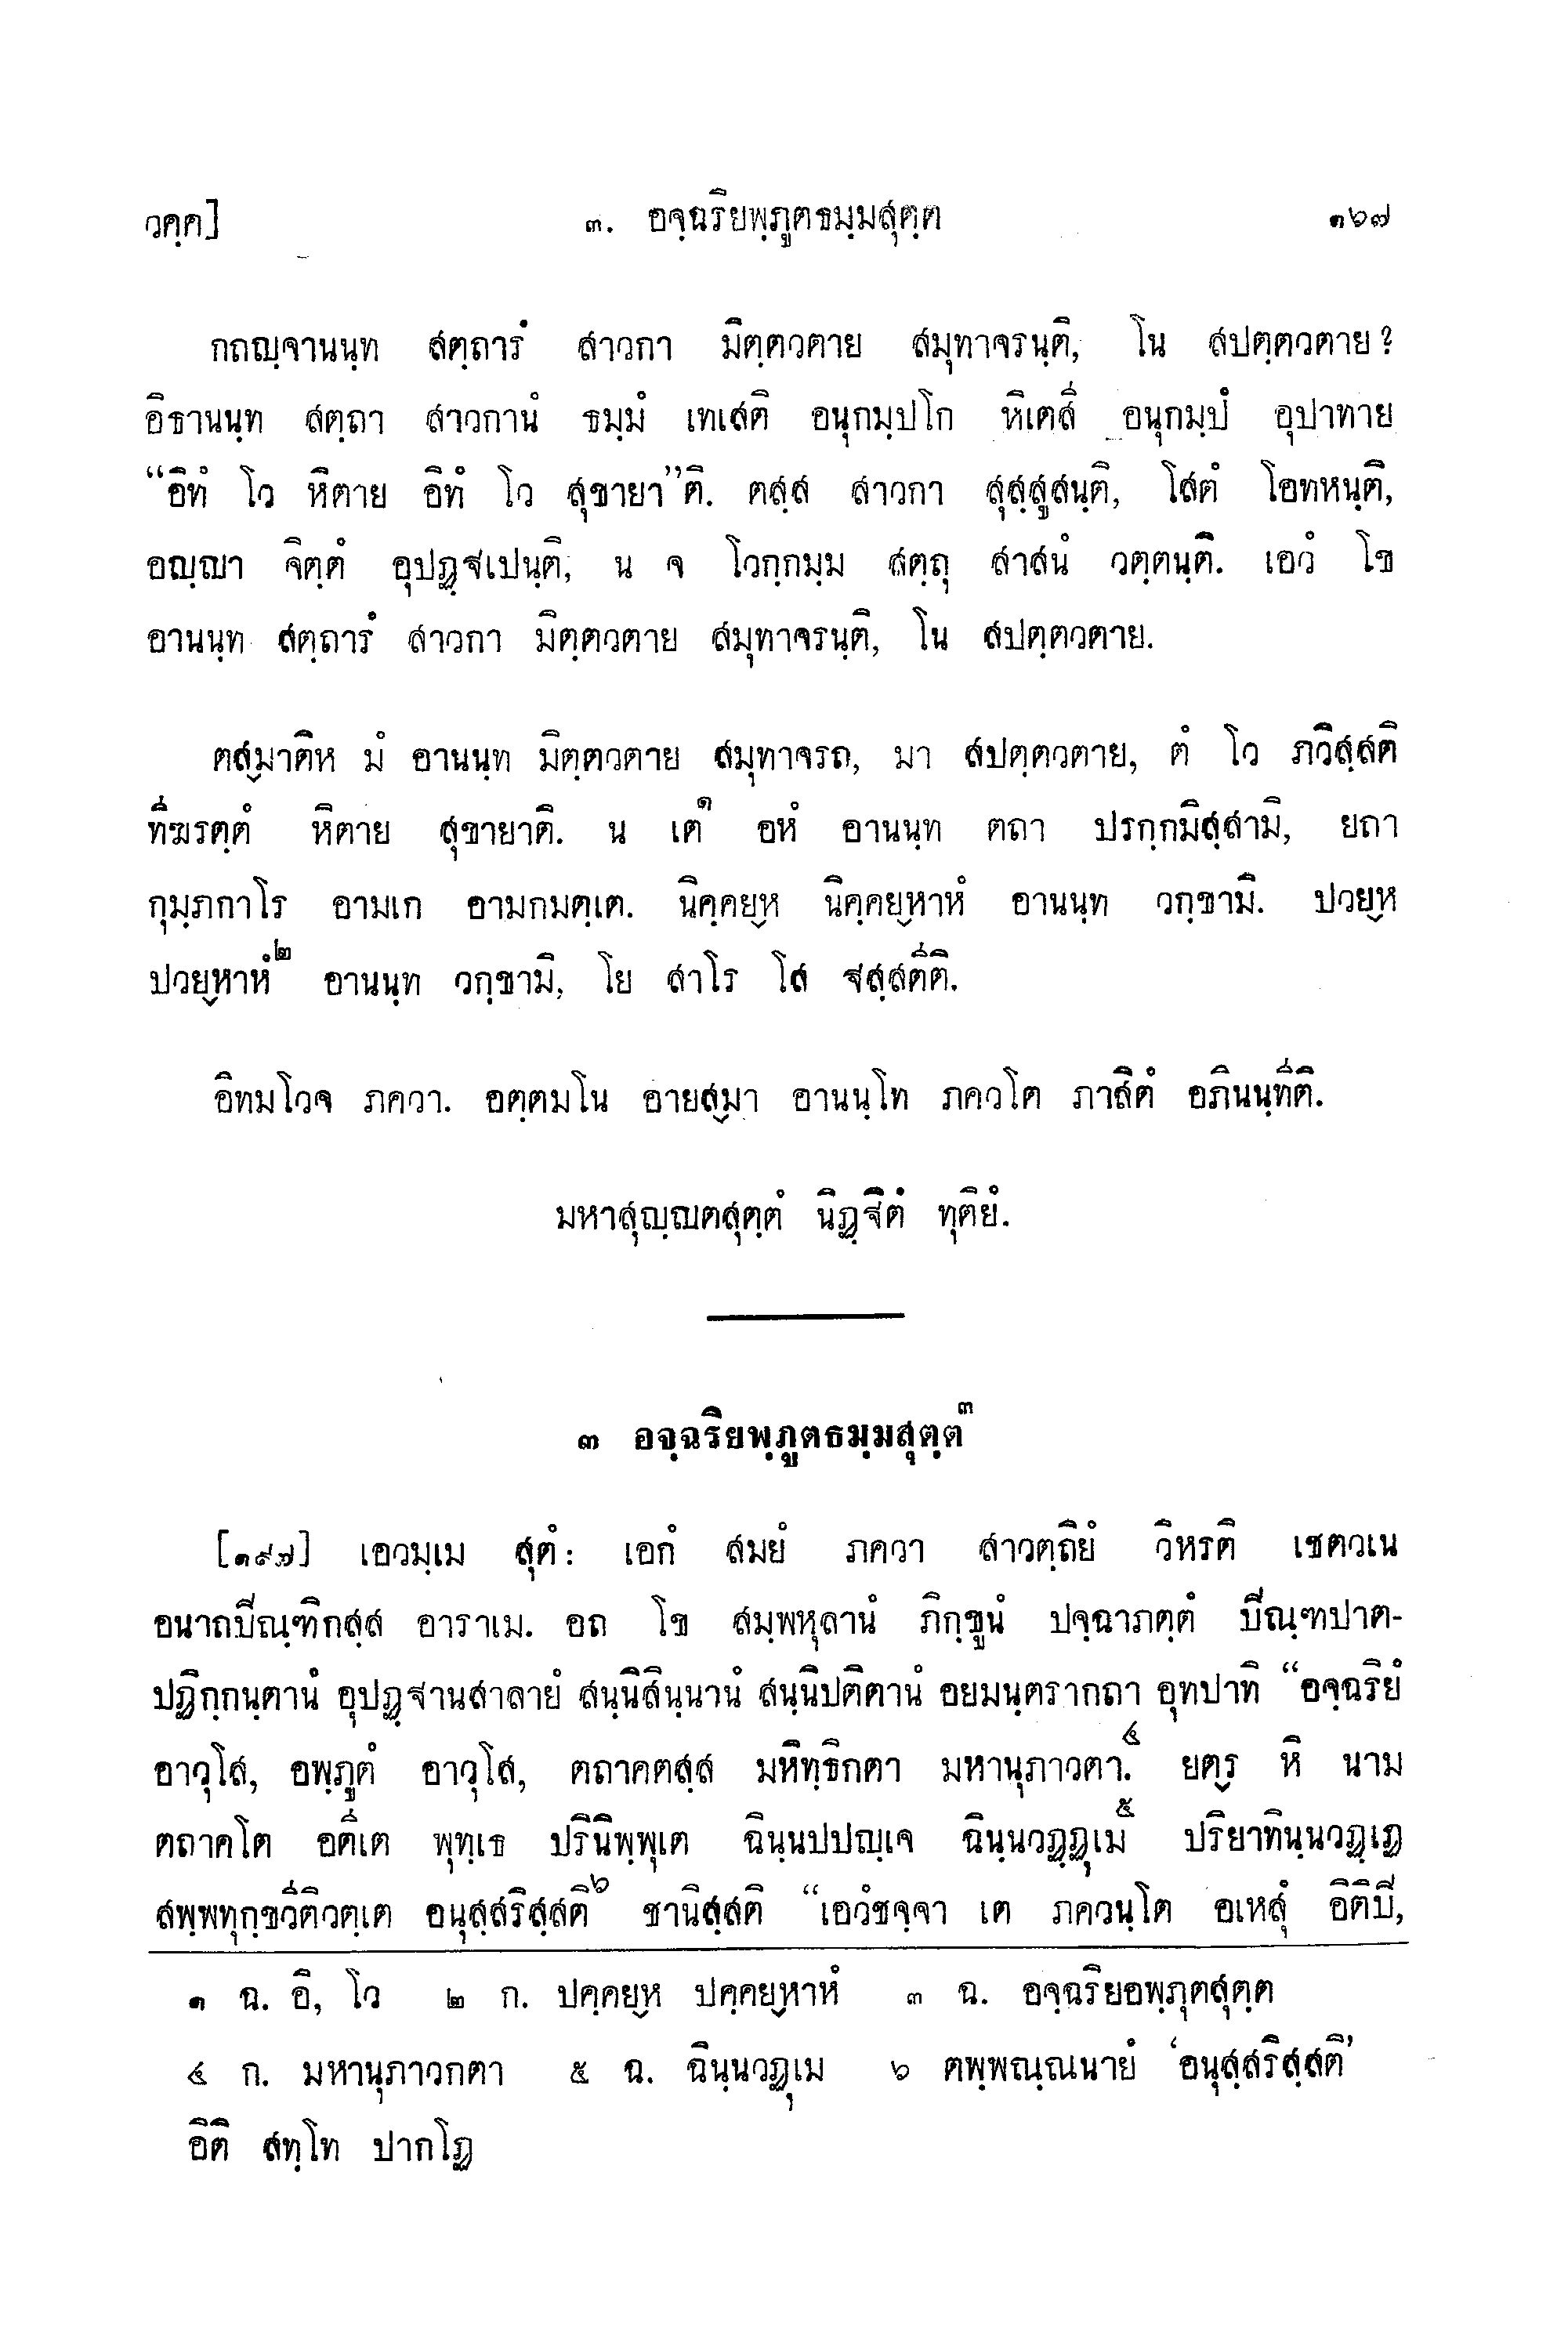 วคฺค]	๓. อจฺฉริยพฺภูตธมฺมสุตฺต	๑๖๗
กถญฺจานนฺท สตฺถารํ สาวกา มิตฺตวตาย สมุทาจรนฺติ, โน สปตฺตวตาย?
อิธานนฺท สตฺถา สาวกานํ ธมฺมํ เทเสติ อนุกมฺปโก หิเตสี อนุกมฺปํ อุปาทาย
“อิทํ โว หิตาย อิทํ โว สุขายา”ติ. ตสฺส สาวกา สุสฺสูสนฺติ, โสตํ โอทหนฺติ,
อญฺญา จิตฺตํ อุปฏฺฐเปนฺติ, น จ โวกฺกมฺม สตฺถุ สาสนํ วตฺตนฺติ. เอวํ โข
อานนฺท สตฺถารํ สาวกา มิตฺตวตาย สมุทาจรนฺติ, โน สปตฺตวตาย.
ตสฺมาติห มํ อานนฺท มิตฺตวตาย สมุทาจรถ, มา สปตฺตวตาย, ตํ โว ภวิสฺสติ
ทีฆรตฺตํ หิตาย สุขายาติ. น เต๑ อหํ อานนฺท ตถา ปรกฺกมิสฺสามิ, ยถา
กุมฺภกาโร อามเก อามกมตฺเต. นิคฺคยฺห นิคฺคยฺหาหํ อานนฺท วกฺขามิ. ปวยฺห
ปวยฺหาหํ๒ อานนฺท วกฺขามิ, โย สาโร โส ฐสฺสตีติ.
อิทมโวจ ภควา. อตฺตมโน อายสฺมา อานนฺโท ภควโต ภาสิตํ อภินนฺทีติ.
มหาสุญฺญตสุตฺตํ นิฏฺฐิตํ ทุติยํ.
๓ อจฺฉริยพฺภูตธมฺมสุตฺต๓
[๑๙๗] เอวมฺเม สุตํ: เอกํ สมยํ ภควา สาวตฺถิยํ วิหรติ เชตวเน
อนาถปิณฺฑิกสฺส อาราเม. อถ โข สมฺพหุลานํ ภิกฺขูนํ ปจฺฉาภตฺตํ ปิณฺฑปาต-
ปฏิกฺกนฺตานํ อุปฏฺฐานสาลายํ สนฺนิสินฺนานํ สนฺนิปติตานํ อยมนฺตรากถา อุทปาทิ “อจฺฉริยํ
อาวุโส, อพฺภูตํ อาวุโส, ตถาคตสฺส มหิทฺธิกตา มหานุภาวตา.๔ ยตฺร หิ นาม
ตถาคโต อตีเต พุทฺเธ ปรินิพฺพุเต ฉินฺนปปญฺเจ ฉินฺนวฏฺฏุเม๕ ปริยาทินฺนวฏฺเฏ
สพฺพทุกฺขวีติวตฺเต อนุสฺสริสฺสติ๖ ชานิสฺสติ “เอวํชจฺจา เต ภควนฺโต อเหสุํ อิติปิ,
๑ ฉ. อิ, โว ๒ ก. ปคฺคยฺห ปคฺคยฺหาหํ ๓ ฉ. อจฺฉริยอพฺภุตสุตฺต
๔ ก. มหานุภาวกตา ๕ ฉ. ฉินฺนวฏุเม ๖ ตพฺพณฺณนายํ ‘อนุสฺสริสฺสติ’
อิติ สทฺโท ปากโฏ